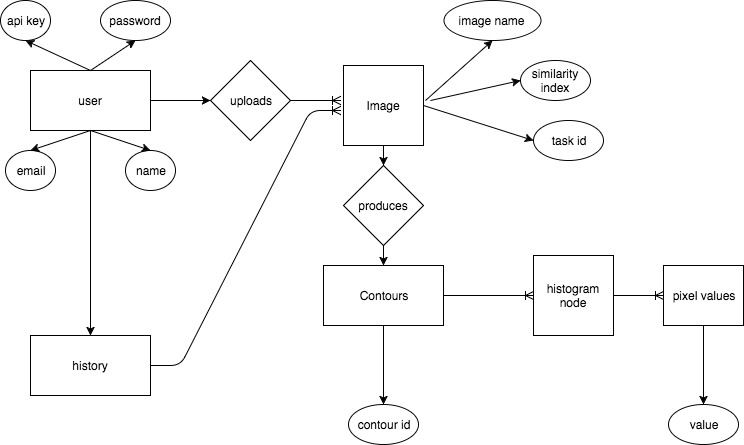 api key
password
image name
user
uploads
Image
similarity
index
task id
email
name
produces
history
Contours
histogram
node
pixel values
contour id
value